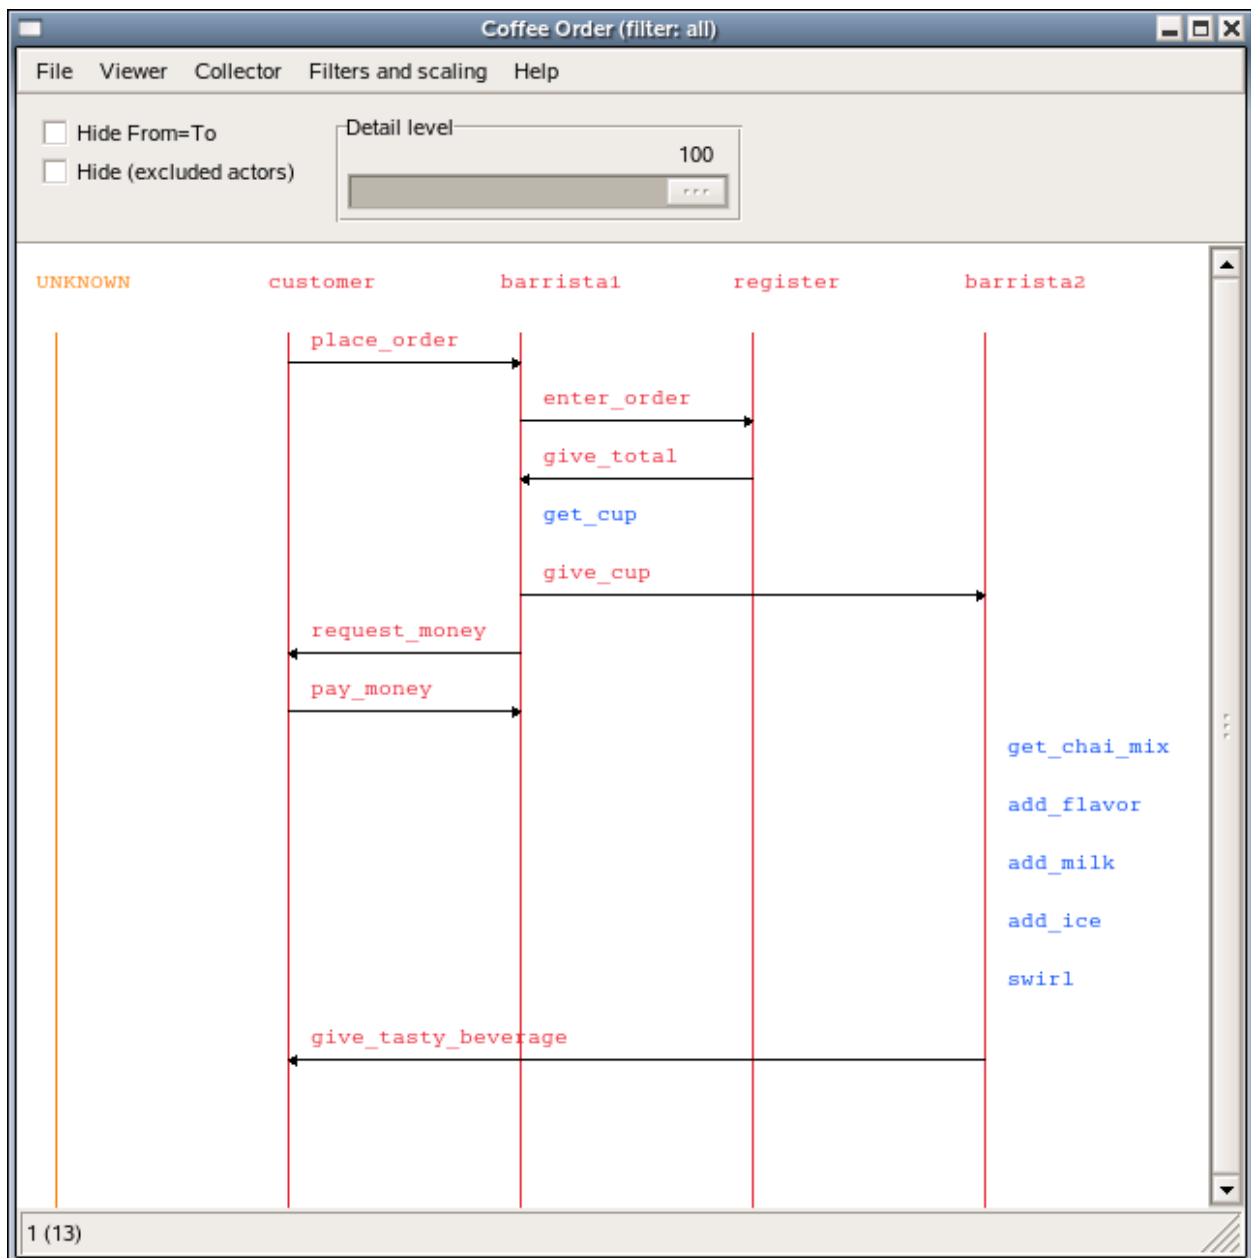 Coffee Order (filter: all)
File Viewer Collector Filters and scaling Help
Hide From=To
Hide (excluded actors)
Detail level
100
UNKNOWN customer barrista1 register barrista2
place_order
enter_order
give_total
get_cup
give_cup
request_money
pay_money
get_chai_mix
add_flavor
add_milk
add_ice
swirl
give_tasty_beverage
1 (13)